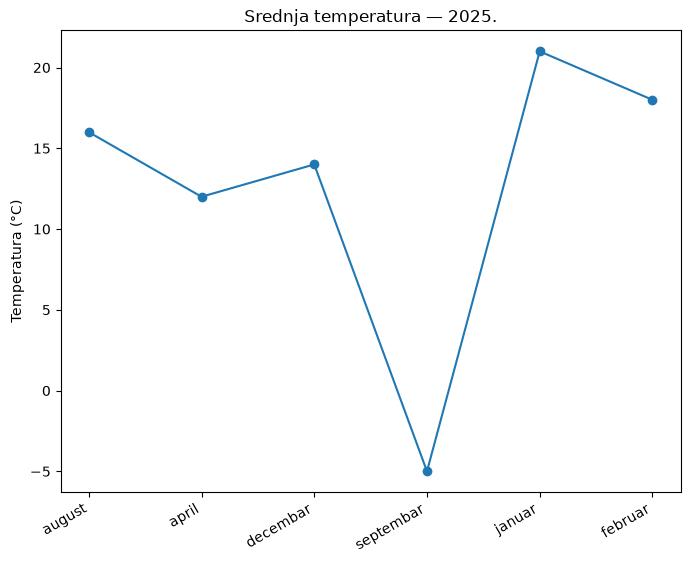 Srednja temperatura — 2025.
Temperatura (°C)
20
15
10
5
0
−5
august
april
decembar
septembar
januar
februar